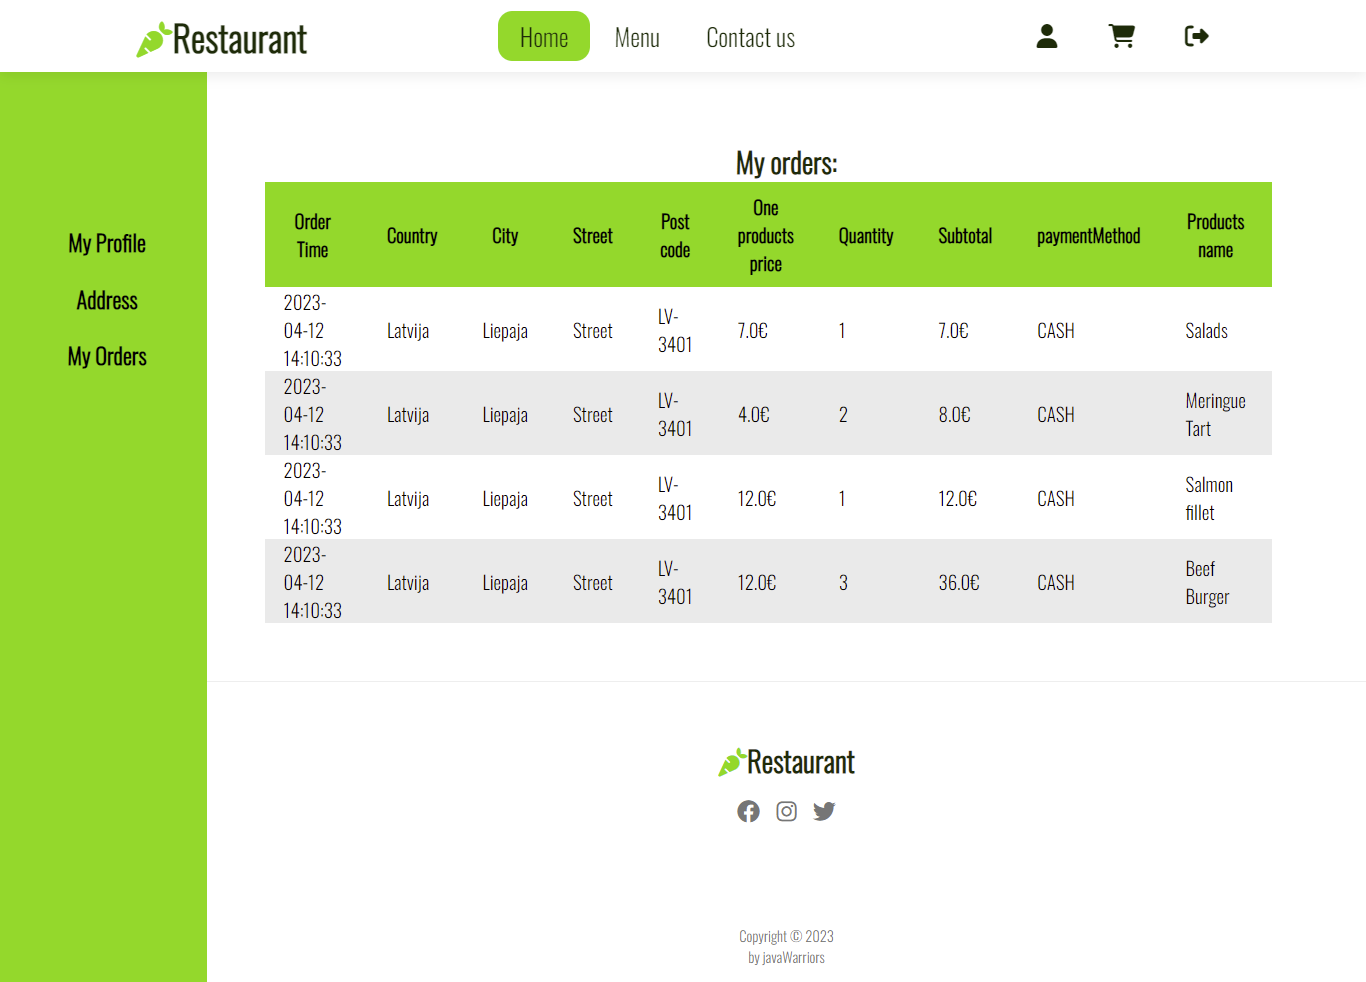 Restaurant
Home
Menu
Contact us
My Profile
Address
My Orders
My orders:
Order
Time
Country
City
Street
Post
code
One
products
price
Quantity
Subtotal
paymentMethod
Products
name
2023-
04-12
14:10:33
Latvija
Liepaja
Street
LV-
3401
7.0€
1
7.0€
CASH
Salads
2023-
04-12
14:10:33
Latvija
Liepaja
Street
LV-
3401
4.0€
2
8.0€
CASH
Meringue
Tart
2023-
04-12
14:10:33
Latvija
Liepaja
Street
LV-
3401
12.0€
1
12.0€
CASH
Salmon
fillet
2023-
04-12
14:10:33
Latvija
Liepaja
Street
LV-
3401
12.0€
3
36.0€
CASH
Beef
Burger
Restaurant
Copyright © 2023
by javaWarriors